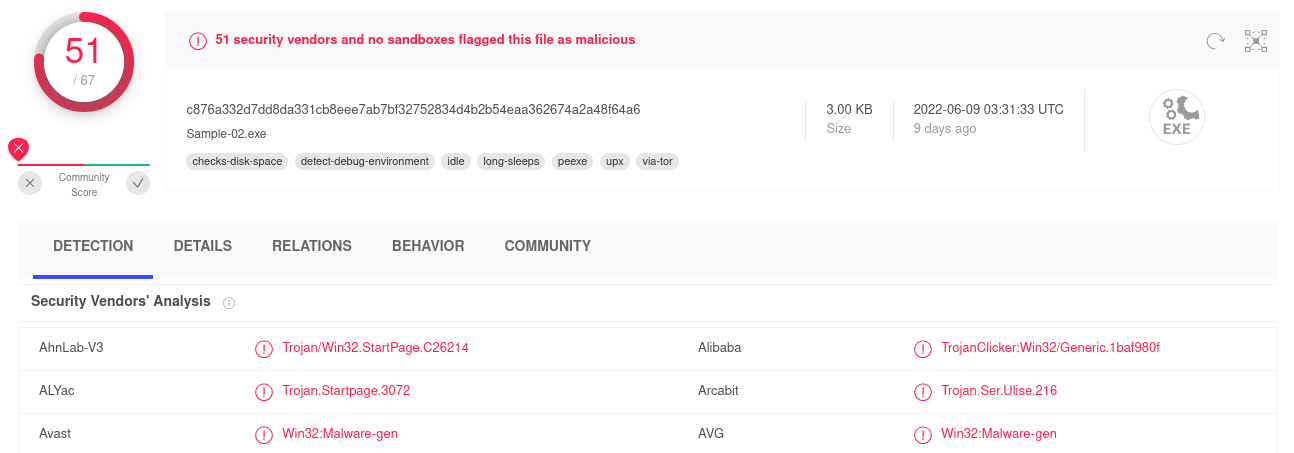 51
/ 67
51 security vendors and no sandboxes flagged this file as malicious
c876a332d7dd8da331cb8eee7ab7bf32752834d4b2b54eaa362674a2a48f64a6
Sample-02.exe
checks-disk-space detect-debug-environment idle long-sleeps peexe upx via-tor
3.00 KB
Size
2022-06-09 03:31:33 UTC
9 days ago
EXE
Community
Score
DETECTION DETAILS RELATIONS BEHAVIOR COMMUNITY
Security Vendors' Analysis
AhnLab-V3 Trojan/Win32.StartPage.C26214 Alibaba TrojanClicker:Win32/Generic.1baf980f
ALYac Trojan.Startpage.3072 Arcabit Trojan.Ser.Ulise.216
Avast Win32:Malware-gen AVG Win32:Malware-gen